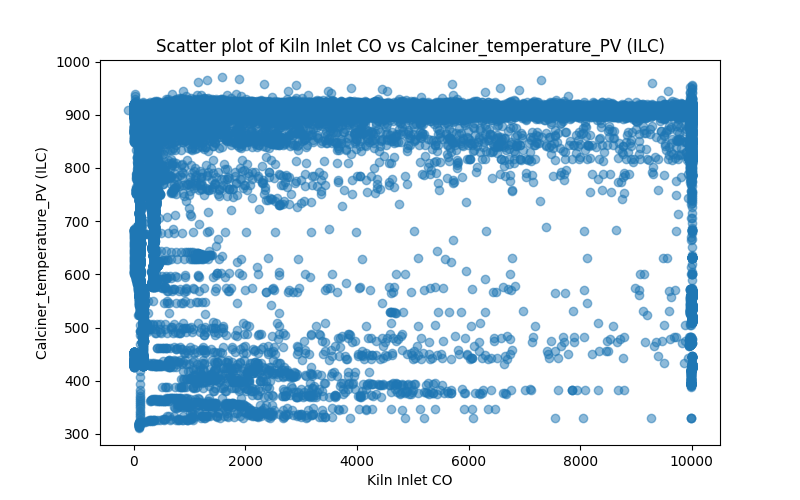 Scatter plot of Kiln Inlet CO vs Calciner_temperature_PV (ILC)
Calciner_temperature_PV (ILC)
1000
900
800
700
600
500
400
300
0 2000 4000 6000 8000 10000
Kiln Inlet CO